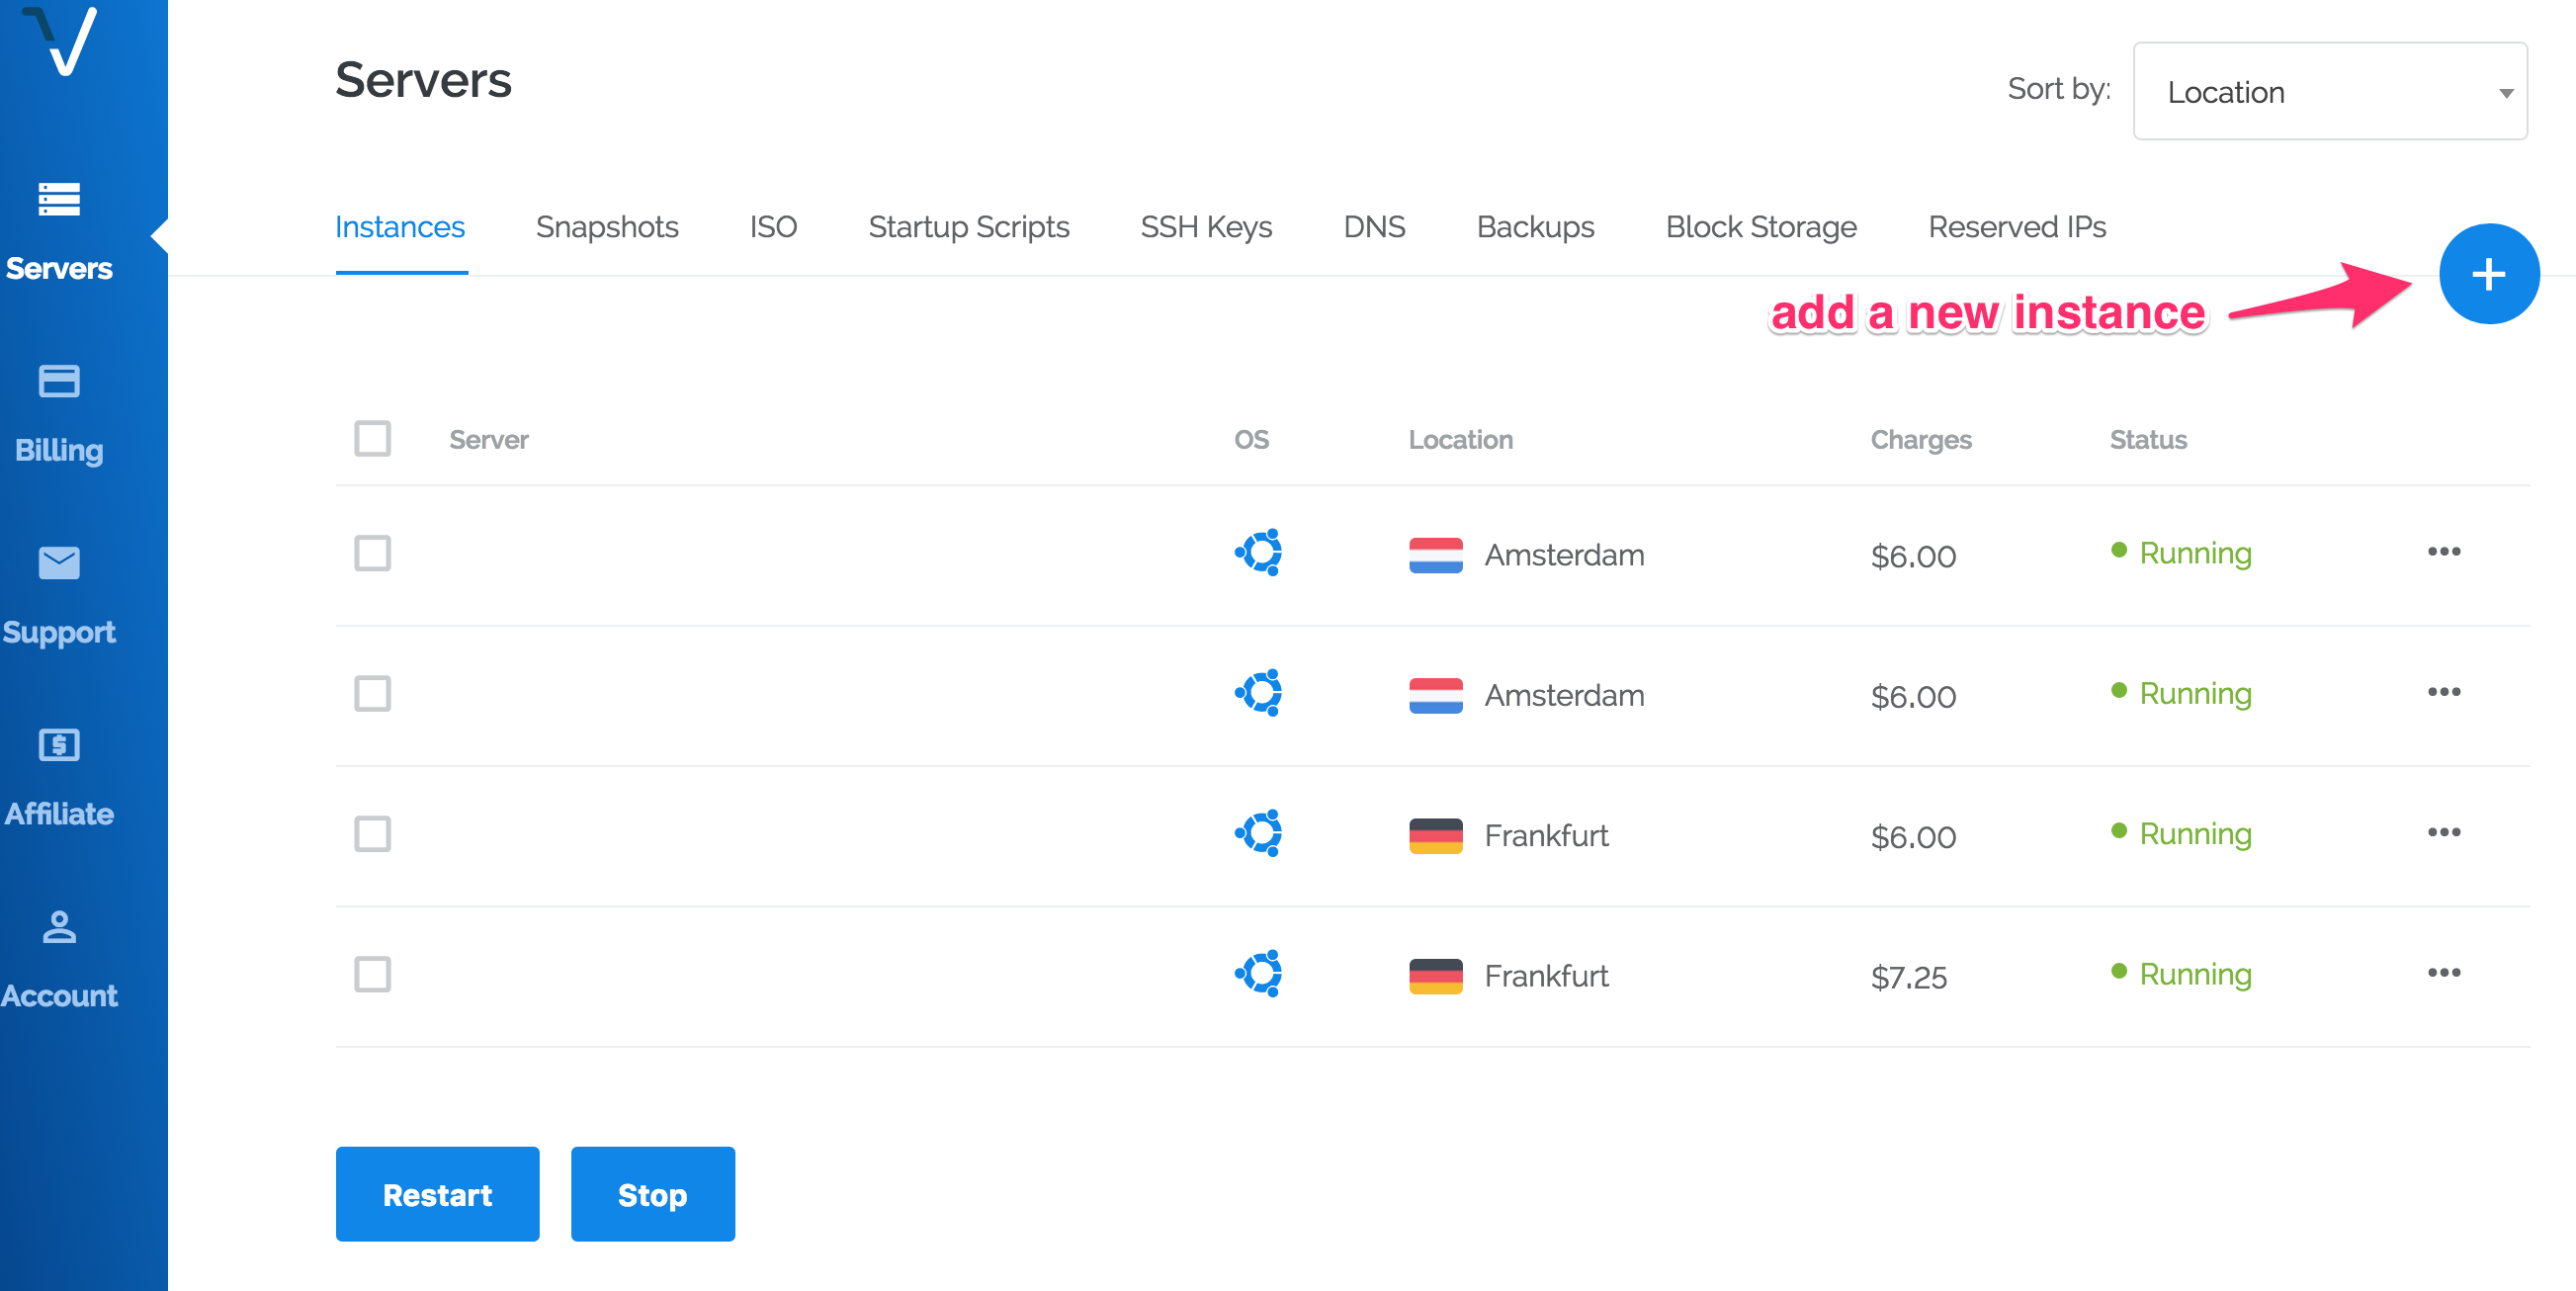 Servers
Sort by: Location
Instances Snapshots ISO Startup Scripts SSH Keys DNS Backups Block Storage Reserved IPs
add a new instance
Servers
Billing
Support
Affiliate
Account
Server OS Location Charges Status
Amsterdam $6.00 Running
Amsterdam $6.00 Running
Frankfurt $6.00 Running
Frankfurt $7.25 Running
Restart Stop